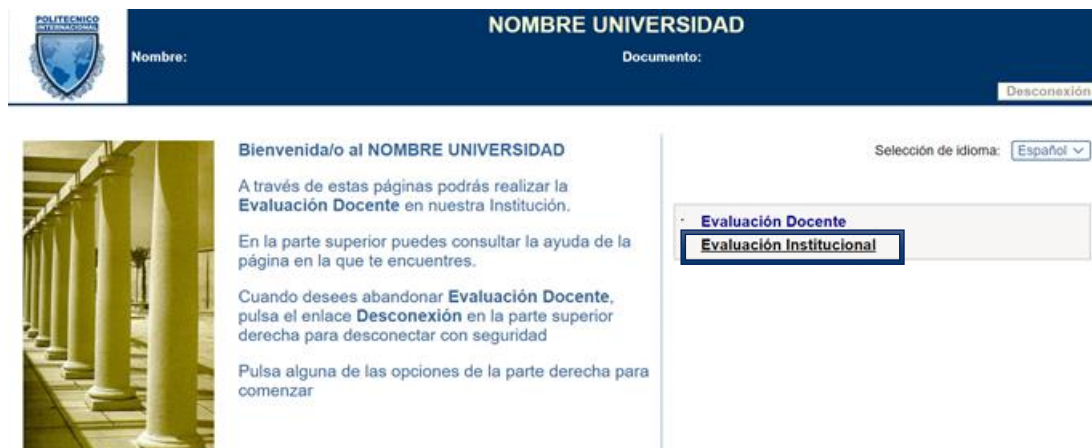 POLITECNICO
INTERNACIONAL
NOMBRE UNIVERSIDAD
Nombre:
Documento:
Desconexión
Bienvenida/o al NOMBRE UNIVERSIDAD
A través de estas páginas podrás realizar la
Evaluación Docente en nuestra Institución.
En la parte superior puedes consultar la ayuda de la
página en la que te encuentres.
Cuando desees abandonar Evaluación Docente,
pulsa el enlace Desconexión en la parte superior
derecha para desconectar con seguridad
Pulsa alguna de las opciones de la parte derecha para
comenzar
Selección de idioma: Español
Evaluación Docente
Evaluación Institucional